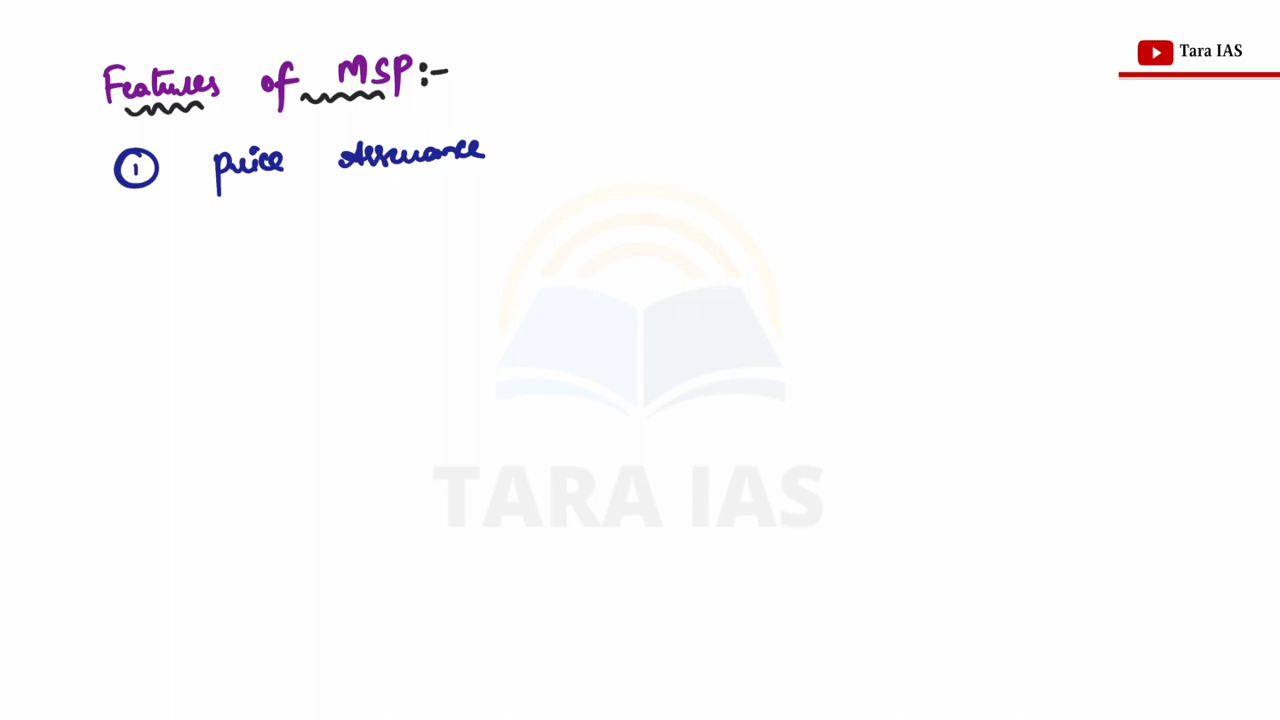 Tara IAS
Features of MSP:-
① price Assurance
TARA IAS